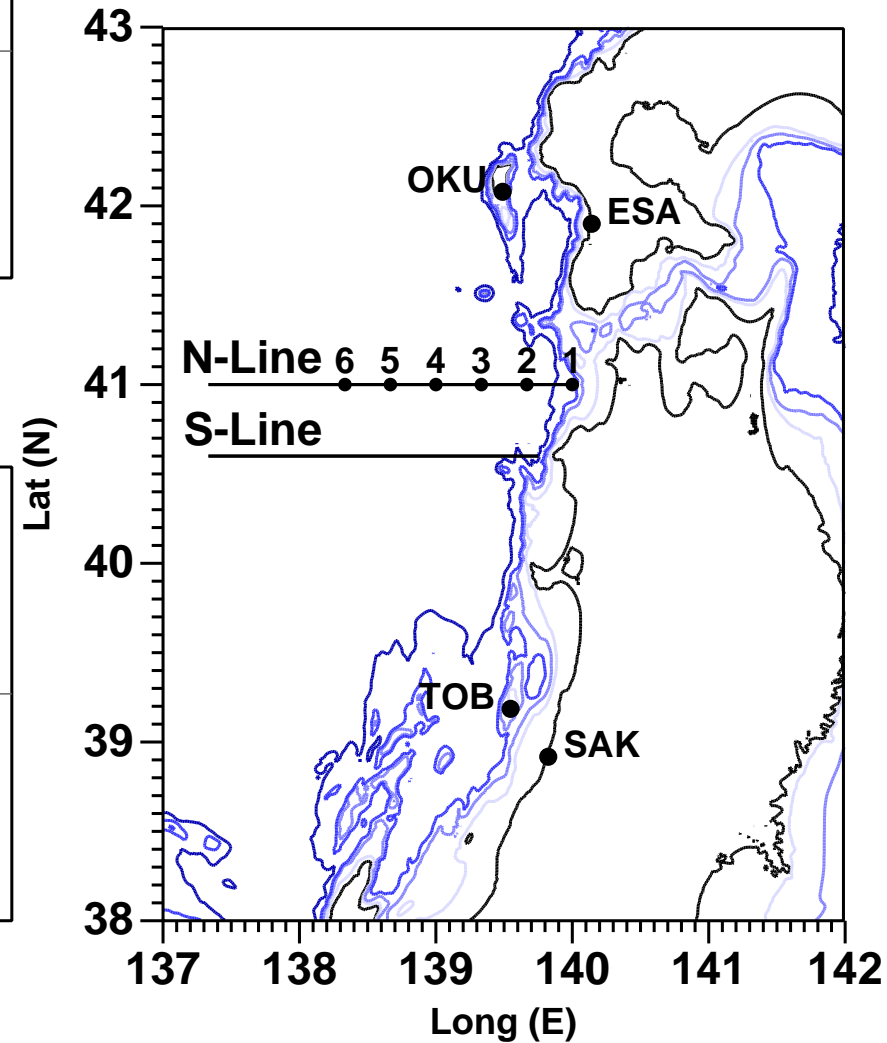 43
OKU
42
ESA
N-Line 6 5 4 3 2 1
41
S-Line
Lat (N)
40
TOB
39
SAK
38
137 138 139 140 141 142
Long (E)